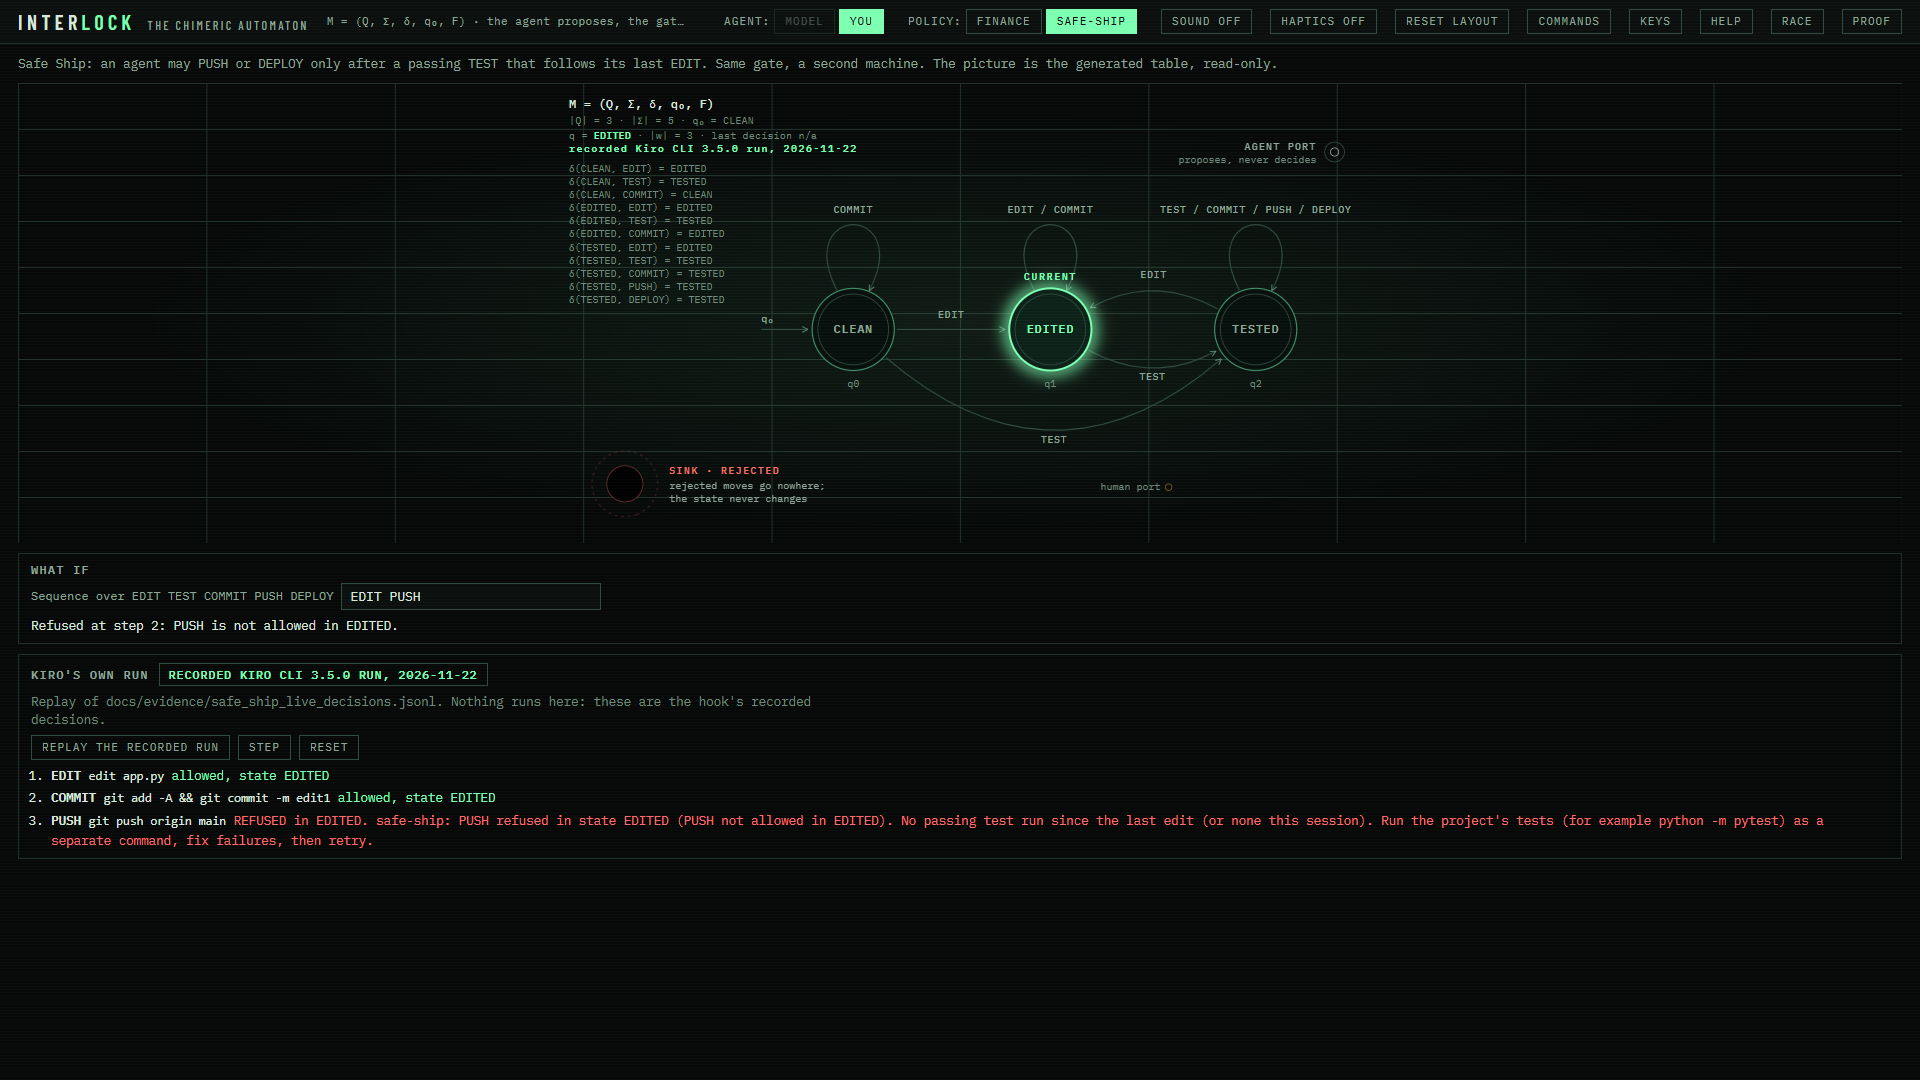 INTERLOCK THE CHIMERIC AUTOMATON M = (Q, Σ, δ, q₀, F) · the agent proposes, the gat… AGENT: MODEL YOU POLICY: FINANCE SAFE-SHIP SOUND OFF HAPTICS OFF RESET LAYOUT COMMANDS KEYS HELP RACE PROOF
Safe Ship: an agent may PUSH or DEPLOY only after a passing TEST that follows its last EDIT. Same gate, a second machine. The picture is the generated table, read-only.
M = (Q, Σ, δ, q₀, F)
|Q| = 3 · |Σ| = 5 · q₀ = CLEAN
q = EDITED · |w| = 3 · last decision n/a
recorded Kiro CLI 3.5.0 run, 2026-11-22
δ(CLEAN, EDIT) = EDITED
δ(CLEAN, TEST) = TESTED
δ(CLEAN, COMMIT) = CLEAN
δ(EDITED, EDIT) = EDITED
δ(EDITED, TEST) = TESTED
δ(EDITED, COMMIT) = EDITED
δ(TESTED, EDIT) = EDITED
δ(TESTED, TEST) = TESTED
δ(TESTED, COMMIT) = TESTED
δ(TESTED, PUSH) = TESTED
δ(TESTED, DEPLOY) = TESTED
AGENT PORT
proposes, never decides
COMMIT
EDIT / COMMIT
TEST / COMMIT / PUSH / DEPLOY
CURRENT
EDIT
q₀
EDIT
CLEAN
EDITED
TESTED
TEST
q0
q1
q2
TEST
SINK · REJECTED
rejected moves go nowhere;
the state never changes
human port
WHAT IF
Sequence over EDIT TEST COMMIT PUSH DEPLOY EDIT PUSH
Refused at step 2: PUSH is not allowed in EDITED.
KIRO'S OWN RUN RECORDED KIRO CLI 3.5.0 RUN, 2026-11-22
Replay of docs/evidence/safe_ship_live_decisions.jsonl. Nothing runs here: these are the hook's recorded
decisions.
REPLAY THE RECORDED RUN STEP RESET
1. EDIT edit app.py allowed, state EDITED
2. COMMIT git add -A && git commit -m edit1 allowed, state EDITED
3. PUSH git push origin main REFUSED in EDITED. safe-ship: PUSH refused in state EDITED (PUSH not allowed in EDITED). No passing test run since the last edit (or none this session). Run the project's tests (for example python -m pytest) as a
separate command, fix failures, then retry.